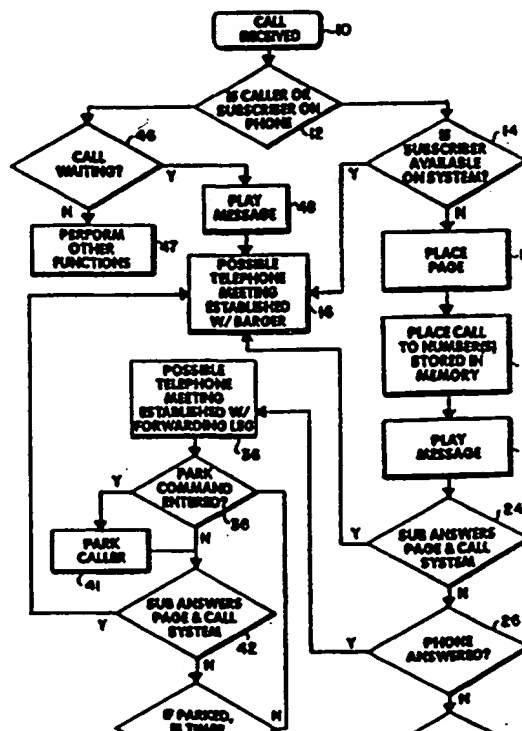 CALL
RECEIVED
10
IS CALLER OR
SUBSCRIBER ON
PHONE
12
46
CALL
WAITING?
Y
N
PLAY
MESSAGE
48
PERFORM
OTHER
FUNCTIONS
47
14
IS
SUBSCRIBER
AVAILABLE
ON SYSTEM?
Y
N
POSSIBLE
TELEPHONE
MEETING
ESTABLISHED
W/ BARGER
16
PLACE
PAGE
PLACE CALL
TO NUMBER(S)
STORED IN
MEMORY
PLAY
MESSAGE
24
SUB ANSWERS
PAGE & CALL
SYSTEM
Y
N
26
PHONE
ANSWERED?
Y
N
POSSIBLE
TELEPHONE
MEETING
ESTABLISHED W/
FORWARDING LEG
36
PARK
COMMAND
ENTERED?
38
Y
N
PARK
CALLER
41
SUB ANSWERS
PAGE & CALL
SYSTEM
42
Y
N
IF PARKED,
N